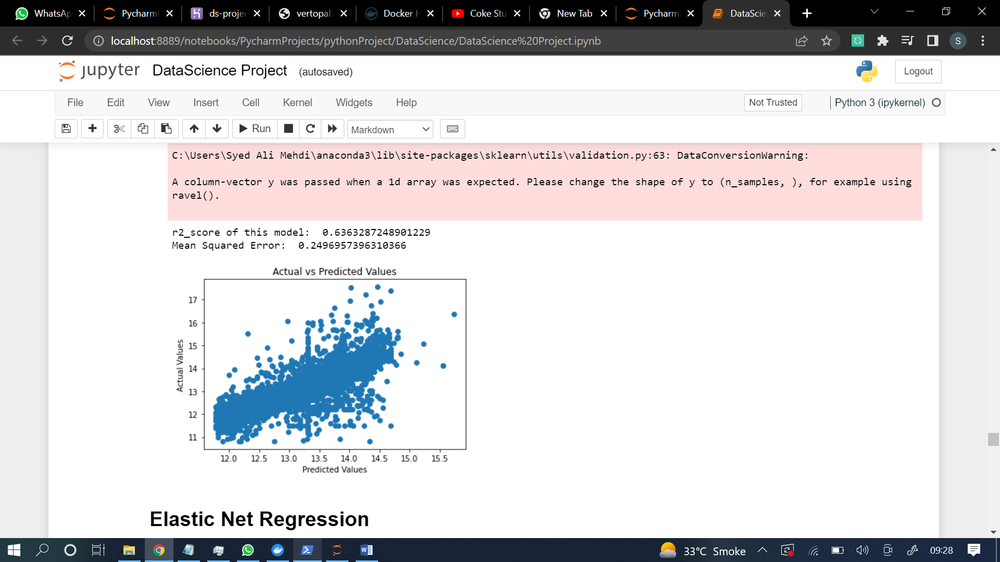 WhatsAp
Pycharm
ds-projec
vertopal.
Docker H
Coke Stu
New Tab
Pycharm
DataScie
localhost:8889/notebooks/PycharmProjects/pythonProject/DataScience/DataScience%20Project.ipynb
S
jupyter DataScience Project (autosaved)
Logout
File Edit View Insert Cell Kernel Widgets Help
Not Trusted
Python 3 (ipykernel)
Run
Markdown
C:\Users\Syed Ali Mehdi\anaconda3\lib\site-packages\sklearn\utils\validation.py:63: DataConversionWarning:
A column-vector y was passed when a 1d array was expected. Please change the shape of y to (n_samples, ), for example using
ravel().
r2_score of this model:  0.6363287248901229
Mean Squared Error:  0.2496957396310366
Actual vs Predicted Values
17
16
15
14
13
12
11
Actual Values
12.0 12.5 13.0 13.5 14.0 14.5 15.0 15.5
Predicted Values
Elastic Net Regression
33°C Smoke
09:28